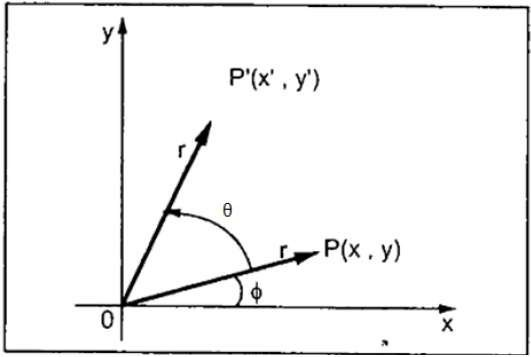 y
P'(x' , y')
r
θ
r
P(x , y)
ϕ
0
x